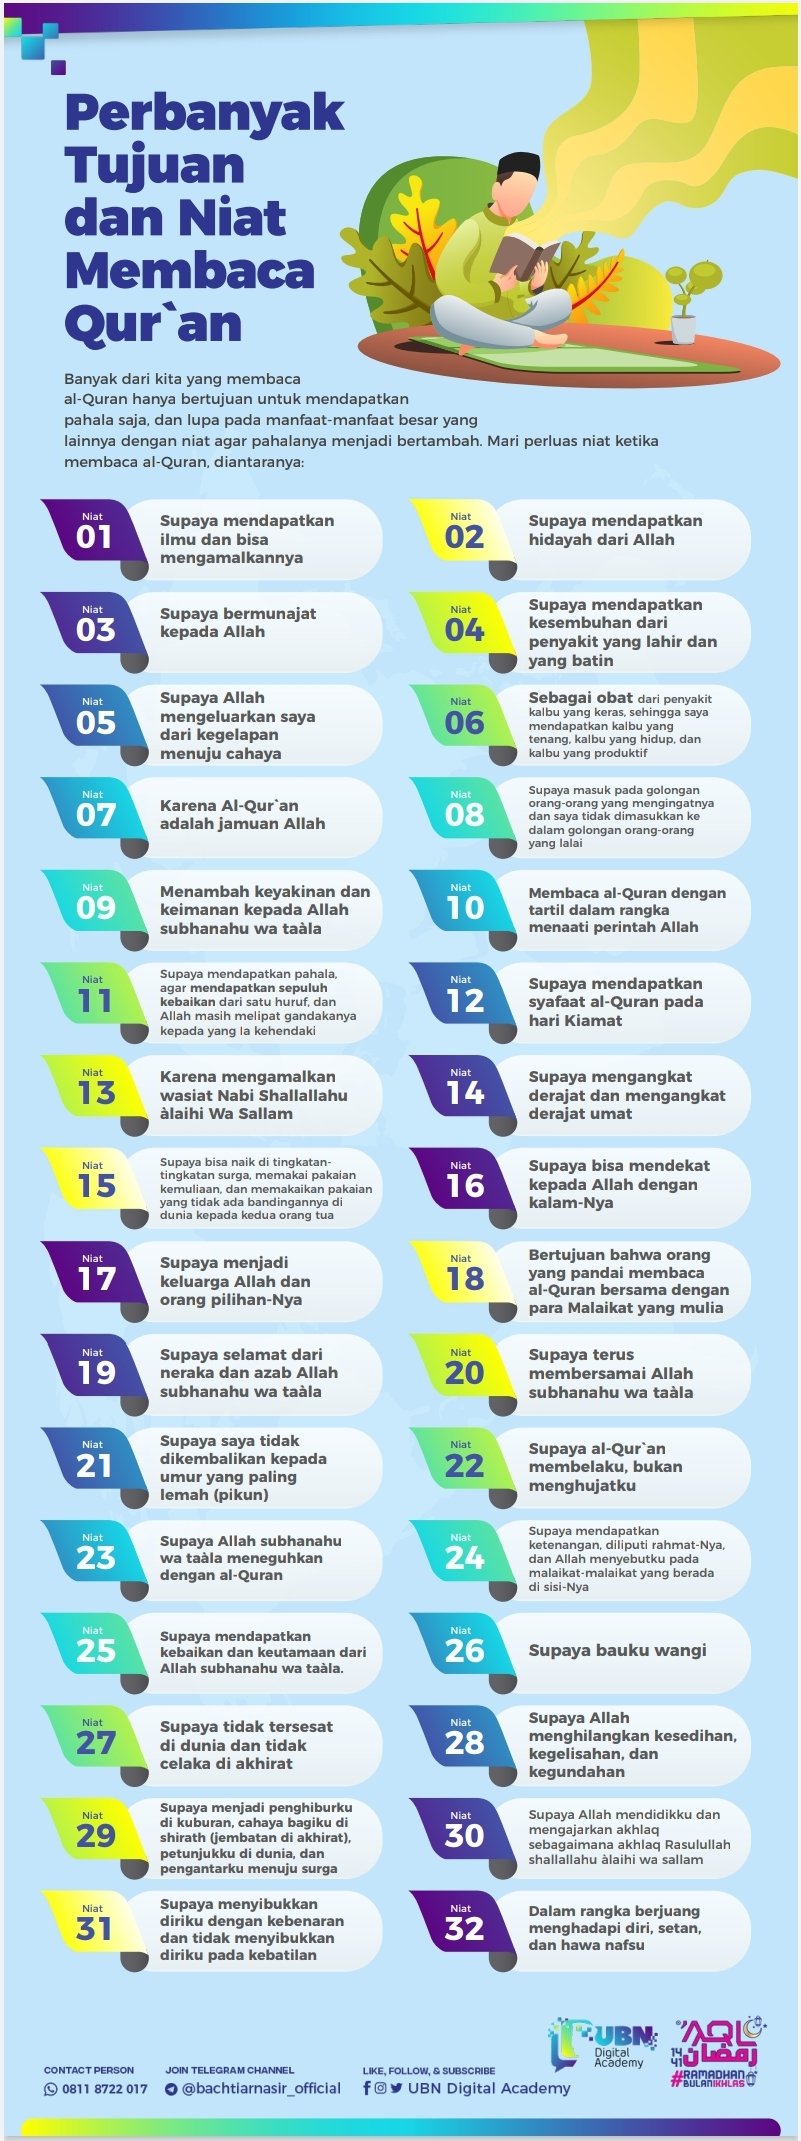 Perbanyak
Tujuan
dan Niat
Membaca
Qur`an
Banyak dari kita yang membaca
al-Quran hanya bertujuan untuk mendapatkan
pahala saja, dan lupa pada manfaat-manfaat besar yang
lainnya dengan niat agar pahalanya menjadi bertambah. Mari perluas niat ketika
membaca al-Quran, diantaranya:
Niat
01
Supaya mendapatkan
ilmu dan bisa
mengamalkannya
Niat
02
Supaya mendapatkan
hidayah dari Allah
Niat
03
Supaya bermunajat
kepada Allah
Niat
04
Supaya mendapatkan
kesembuhan dari
penyakit yang lahir dan
yang batin
Niat
05
Supaya Allah
mengeluarkan saya
dari kegelapan
menuju cahaya
Niat
06
Sebagai obat dari penyakit
kalbu yang keras, sehingga saya
mendapatkan kalbu yang
tenang, kalbu yang hidup, dan
kalbu yang produktif
Niat
07
Karena Al-Qur`an
adalah jamuan Allah
Niat
08
Supaya masuk pada golongan
orang-orang yang mengingatnya
dan saya tidak dimasukkan ke
dalam golongan orang-orang
yang lalai
Niat
09
Menambah keyakinan dan
keimanan kepada Allah
subhanahu wa taàla
Niat
10
Membaca al-Quran dengan
tartil dalam rangka
menaati perintah Allah
Niat
11
Supaya mendapatkan pahala,
agar mendapatkan sepuluh
kebaikan dari satu huruf, dan
Allah masih melipat gandakanya
kepada yang Ia kehendaki
Niat
12
Supaya mendapatkan
syafaat al-Quran pada
hari Kiamat
Niat
13
Karena mengamalkan
wasiat Nabi Shallallahu
àlaihi Wa Sallam
Niat
14
Supaya mengangkat
derajat dan mengangkat
derajat umat
Niat
15
Supaya bisa naik di tingkatan-
tingkatan surga, memakai pakaian
kemuliaan, dan memakaikan pakaian
yang tidak ada bandingannya di
dunia kepada kedua orang tua
Niat
16
Supaya bisa mendekat
kepada Allah dengan
kalam-Nya
Niat
17
Supaya menjadi
keluarga Allah dan
orang pilihan-Nya
Niat
18
Bertujuan bahwa orang
yang pandai membaca
al-Quran bersama dengan
para Malaikat yang mulia
Niat
19
Supaya selamat dari
neraka dan azab Allah
subhanahu wa taàla
Niat
20
Supaya terus
membersamai Allah
subhanahu wa taàla
Niat
21
Supaya saya tidak
dikembalikan kepada
umur yang paling
lemah (pikun)
Niat
22
Supaya al-Qur`an
membelaku, bukan
menghujatku
Niat
23
Supaya Allah subhanahu
wa taàla meneguhkan
dengan al-Quran
Niat
24
Supaya mendapatkan
ketenangan, diliputi rahmat-Nya,
dan Allah menyebutku pada
malaikat-malaikat yang berada
di sisi-Nya
Niat
25
Supaya mendapatkan
kebaikan dan keutamaan dari
Allah subhanahu wa taàla.
Niat
26
Supaya bauku wangi
Niat
27
Supaya tidak tersesat
di dunia dan tidak
celaka di akhirat
Niat
28
Supaya Allah
menghilangkan kesedihan,
kegelisahan, dan
kegundahan
Niat
29
Supaya menjadi penghiburku
di kuburan, cahaya bagiku di
shirath (jembatan di akhirat),
petunjukku di dunia, dan
pengantarku menuju surga
Niat
30
Supaya Allah mendidikku dan
mengajarkan akhlaq
sebagaimana akhlaq Rasulullah
shallallahu àlaihi wa sallam
Niat
31
Supaya menyibukkan
diriku dengan kebenaran
dan tidak menyibukkan
diriku pada kebatilan
Niat
32
Dalam rangka berjuang
menghadapi diri, setan,
dan hawa nafsu
CONTACT PERSON
0811 8722 017
JOIN TELEGRAM CHANNEL
@bachtiarnasir_official
LIKE, FOLLOW, & SUBSCRIBE
UBN Digital Academy
UBN
Digital
Academy
AQL
رمضان
14
41
#RAMADHAN
BULANIKHLAS